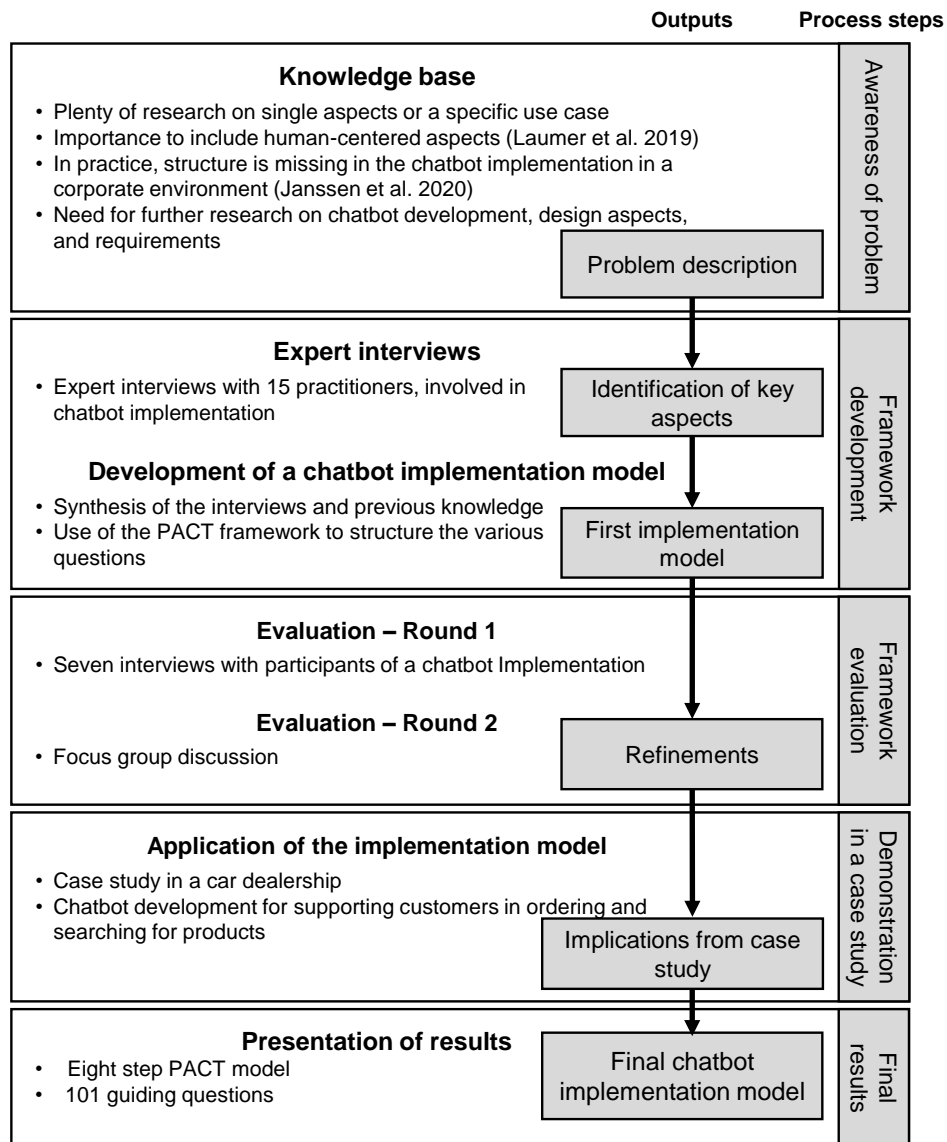 Outputs Process steps
Knowledge base
• Plenty of research on single aspects or a specific use case
• Importance to include human-centered aspects (Laumer et al. 2019)
• In practice, structure is missing in the chatbot implementation in a
corporate environment (Janssen et al. 2020)
• Need for further research on chatbot development, design aspects,
and requirements
Problem description
Awareness
of problem
Expert interviews
• Expert interviews with 15 practitioners, involved in
chatbot implementation
Identification of key
aspects
Development of a chatbot implementation model
• Synthesis of the interviews and previous knowledge
• Use of the PACT framework to structure the various
questions
First implementation
model
Framework
development
Evaluation – Round 1
• Seven interviews with participants of a chatbot Implementation
Evaluation – Round 2
• Focus group discussion
Refinements
Framework
evaluation
Application of the implementation model
• Case study in a car dealership
• Chatbot development for supporting customers in ordering and
searching for products
Implications from case
study
Demonstration
in a case study
Presentation of results
• Eight step PACT model
• 101 guiding questions
Final chatbot
implementation model
Final
results